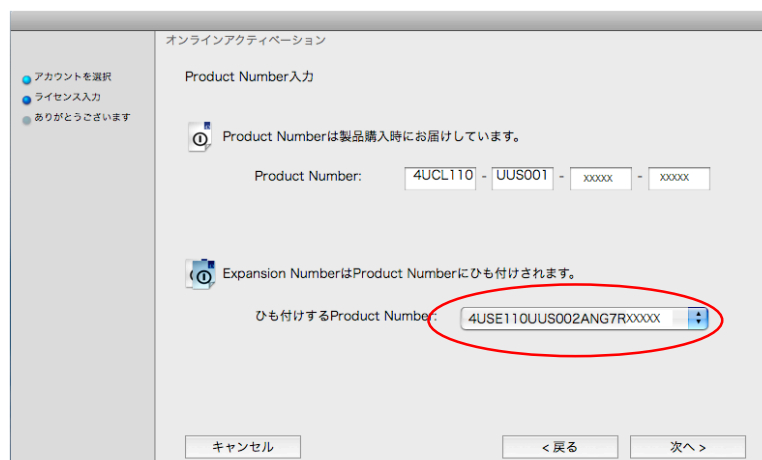 オンラインアクティベーション
アカウントを選択
ライセンス入力
ありがとうございます
Product Number入力
Product Numberは製品購入時にお届けしています。
Product Number: 4UCL110 - UUS001 - xxxxx - xxxxx
Expansion NumberはProduct Numberにひも付けされます。
ひも付けするProduct Number: 4USE110UUS002ANG7RXXXXX
キャンセル <戻る 次へ>